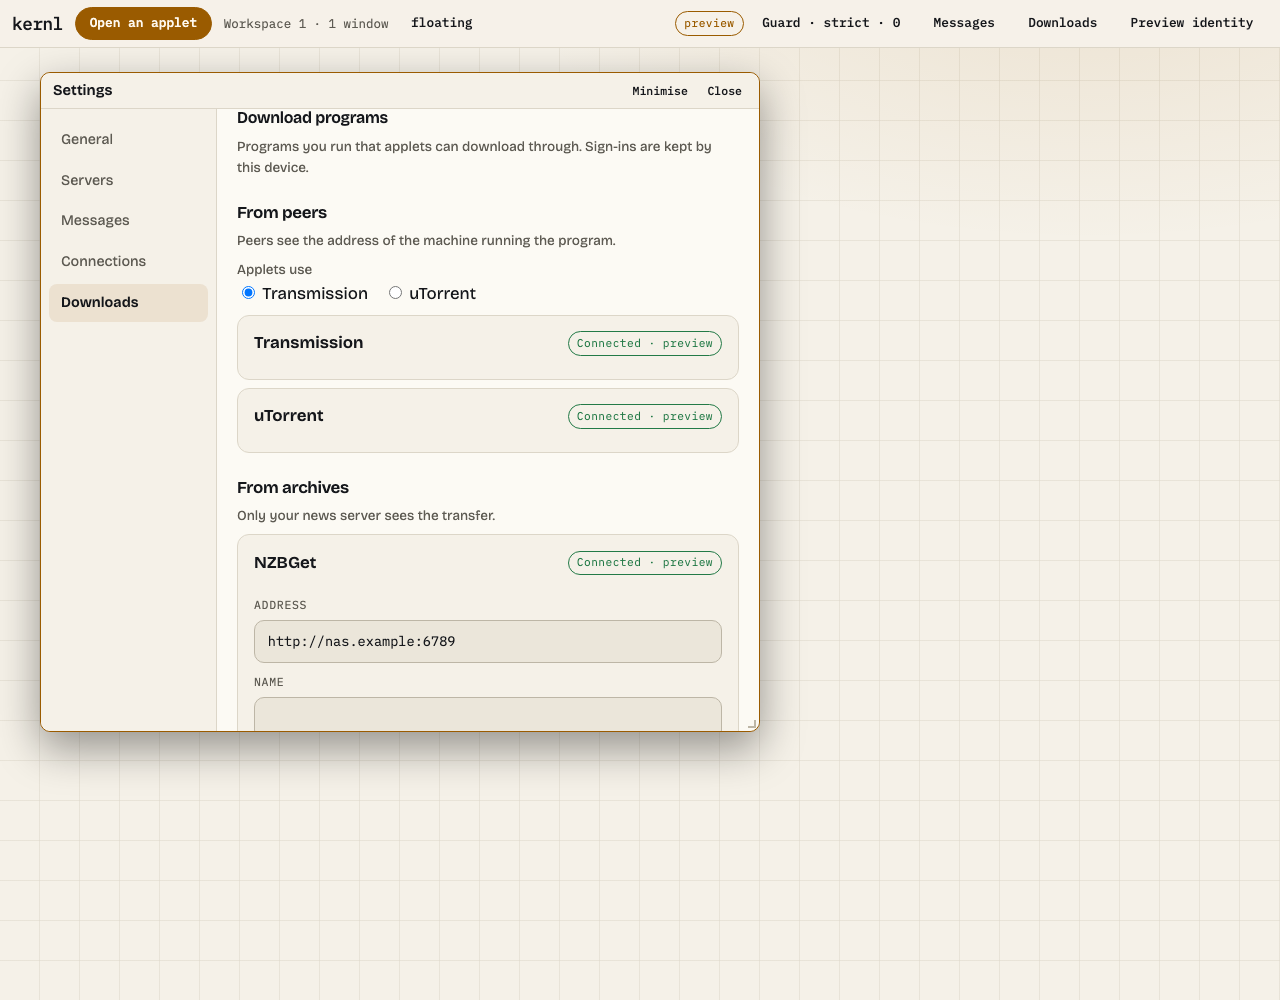 kernl
Open an applet
Workspace 1 · 1 window
floating
preview
Guard · strict · 0
Messages
Downloads
Preview identity
Settings
Minimise
Close
General
Servers
Messages
Connections
Downloads
Download programs
Programs you run that applets can download through. Sign-ins are kept by
this device.
From peers
Peers see the address of the machine running the program.
Applets use
Transmission
uTorrent
Transmission
Connected · preview
uTorrent
Connected · preview
From archives
Only your news server sees the transfer.
NZBGet
Connected · preview
ADDRESS
http://nas.example:6789
NAME